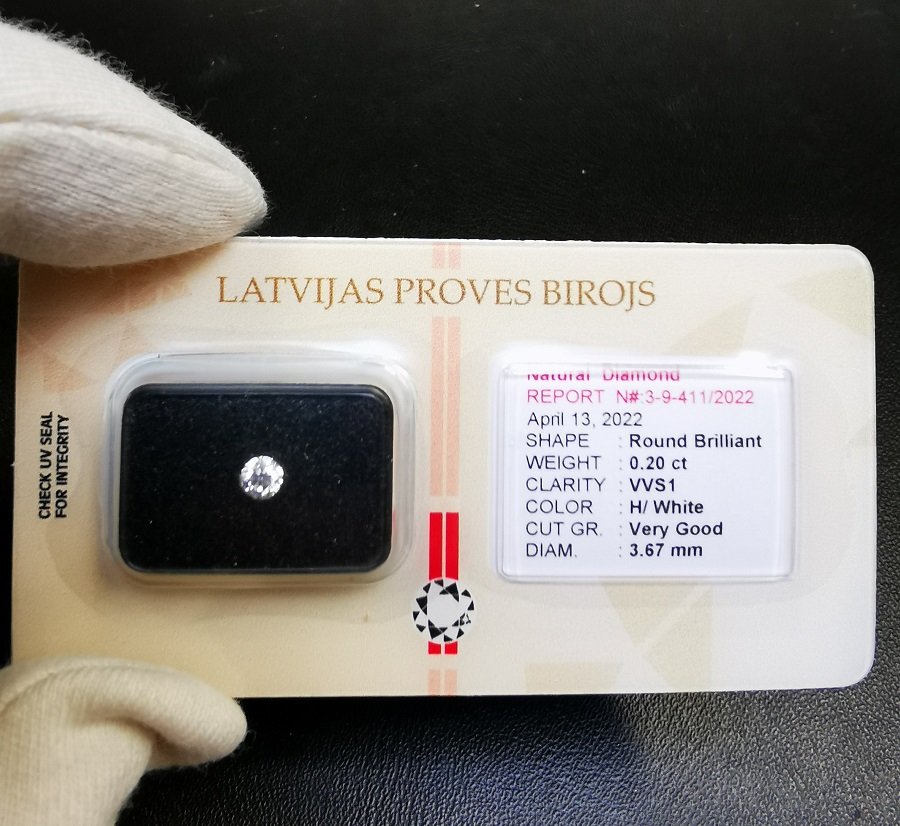 LATVIJAS PROVES BIROJS
CHECK UV SEAL
FOR INTEGRITY
Natural Diamond
REPORT N#:3-9-411/2022
April 13, 2022
SHAPE : Round Brilliant
WEIGHT : 0.20 ct
CLARITY : VVS1
COLOR : H/ White
CUT GR. : Very Good
DIAM. : 3.67 mm